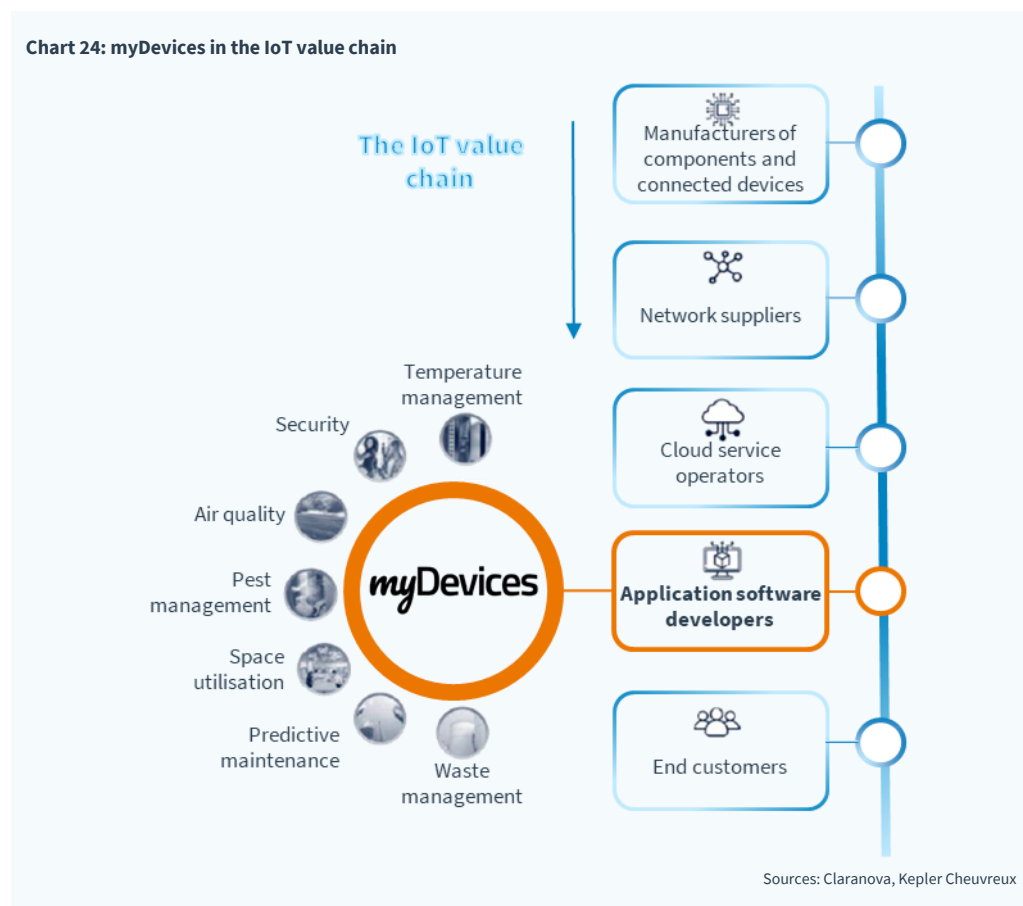 Chart 24: myDevices in the IoT value chain
The IoT value
chain
Manufacturers of
components and
connected devices
Network suppliers
Cloud service
operators
Application software
developers
End customers
Temperature
management
Security
Air quality
Pest
management
Space
utilisation
Predictive
maintenance
Waste
management
myDevices
Sources: Claranova, Kepler Cheuvreux